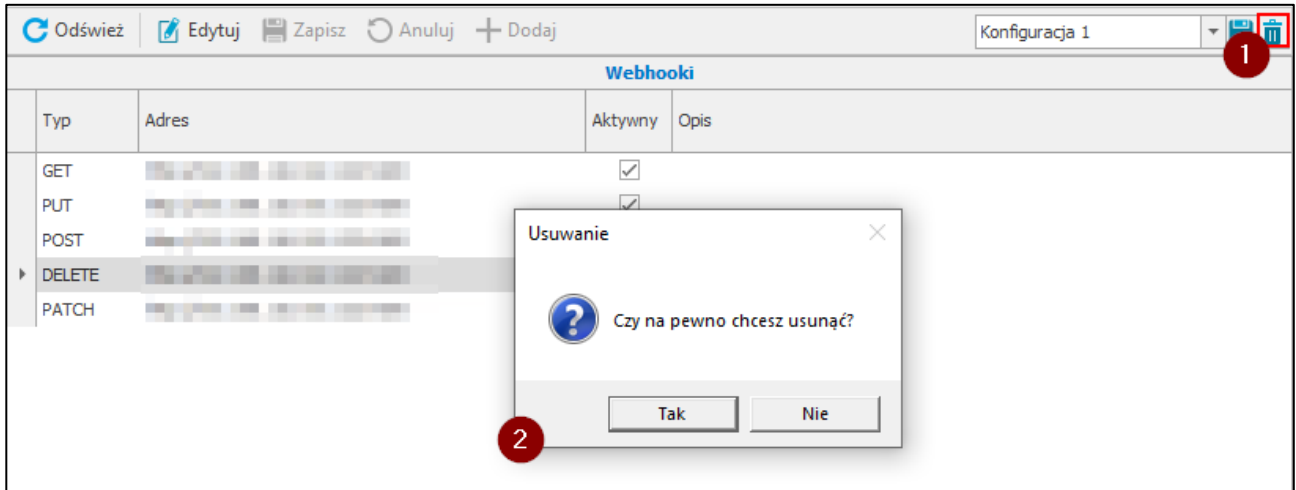 Odśwież Edytuj Zapisz Anuluj Dodaj Konfiguracja 1
1
Webhooki
Typ Adres Aktywny Opis
GET
PUT
POST
DELETE
PATCH
Usuwanie
Czy na pewno chcesz usunąć?
Tak Nie
2